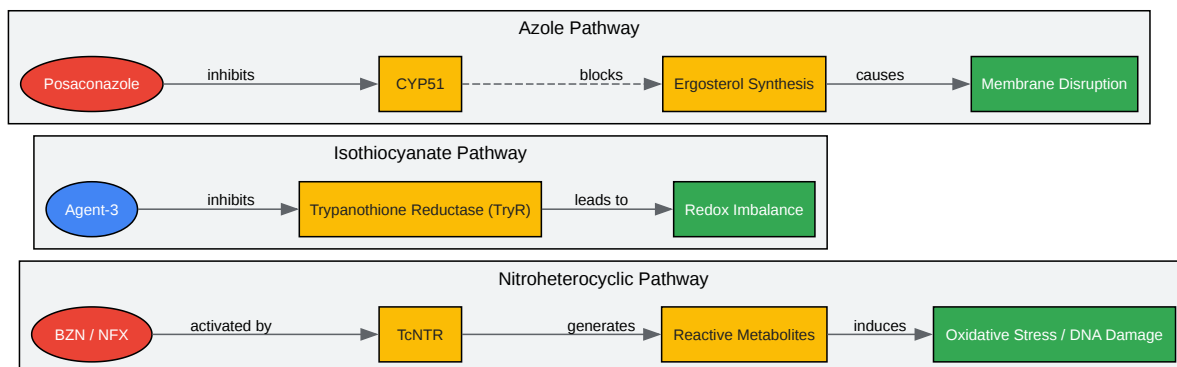 Azole Pathway
Posaconazole
inhibits
CYP51
blocks
Ergosterol Synthesis
causes
Membrane Disruption
Isothiocyanate Pathway
Agent-3
inhibits
Trypanothione Reductase (TryR)
leads to
Redox Imbalance
Nitroheterocyclic Pathway
BZN / NFX
activated by
TcNTR
generates
Reactive Metabolites
induces
Oxidative Stress / DNA Damage